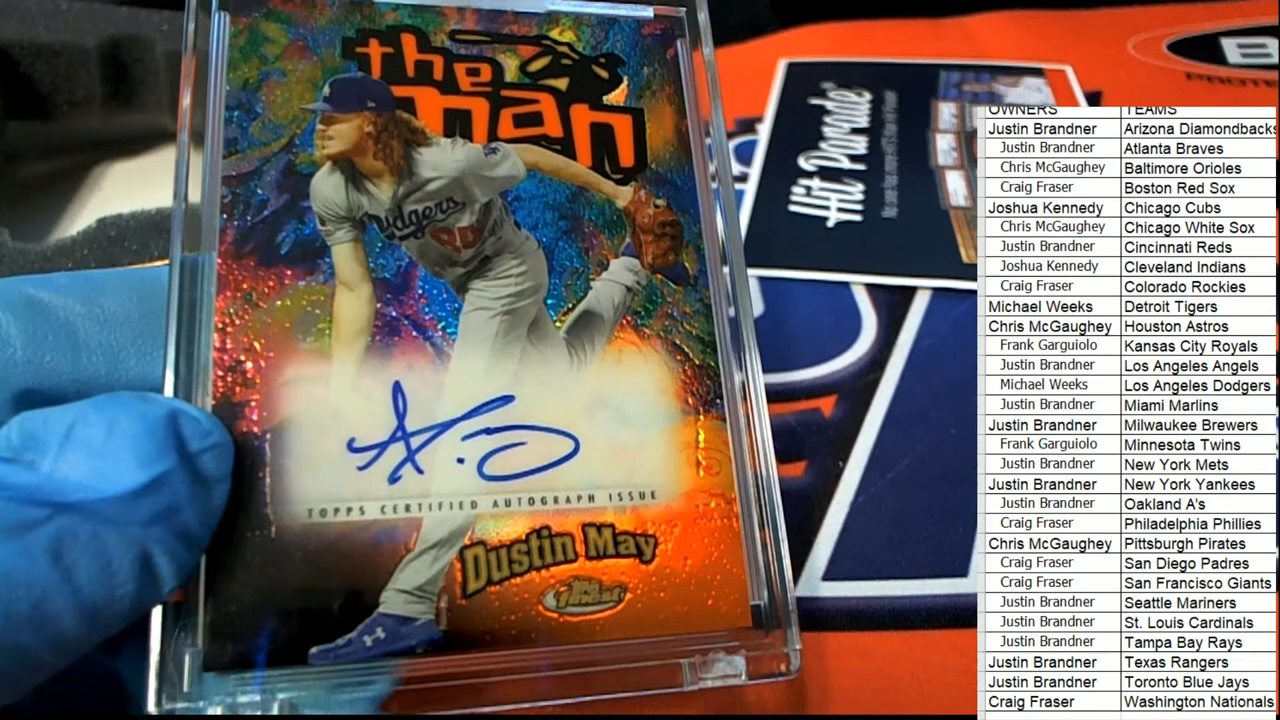 the
man
Dodgers
TOPPS CERTIFIED AUTOGRAPH ISSUE
Dustin May
Topps
Finest
Hit Parade
B
OWNERS TEAMS
Justin Brandner Arizona Diamondbacks
Justin Brandner Atlanta Braves
Chris McGaughey Baltimore Orioles
Craig Fraser Boston Red Sox
Joshua Kennedy Chicago Cubs
Chris McGaughey Chicago White Sox
Justin Brandner Cincinnati Reds
Joshua Kennedy Cleveland Indians
Craig Fraser Colorado Rockies
Michael Weeks Detroit Tigers
Chris McGaughey Houston Astros
Frank Garguiolo Kansas City Royals
Justin Brandner Los Angeles Angels
Michael Weeks Los Angeles Dodgers
Justin Brandner Miami Marlins
Justin Brandner Milwaukee Brewers
Frank Garguiolo Minnesota Twins
Justin Brandner New York Mets
Justin Brandner New York Yankees
Justin Brandner Oakland A's
Craig Fraser Philadelphia Phillies
Chris McGaughey Pittsburgh Pirates
Craig Fraser San Diego Padres
Craig Fraser San Francisco Giants
Justin Brandner Seattle Mariners
Justin Brandner St. Louis Cardinals
Justin Brandner Tampa Bay Rays
Justin Brandner Texas Rangers
Justin Brandner Toronto Blue Jays
Craig Fraser Washington Nationals